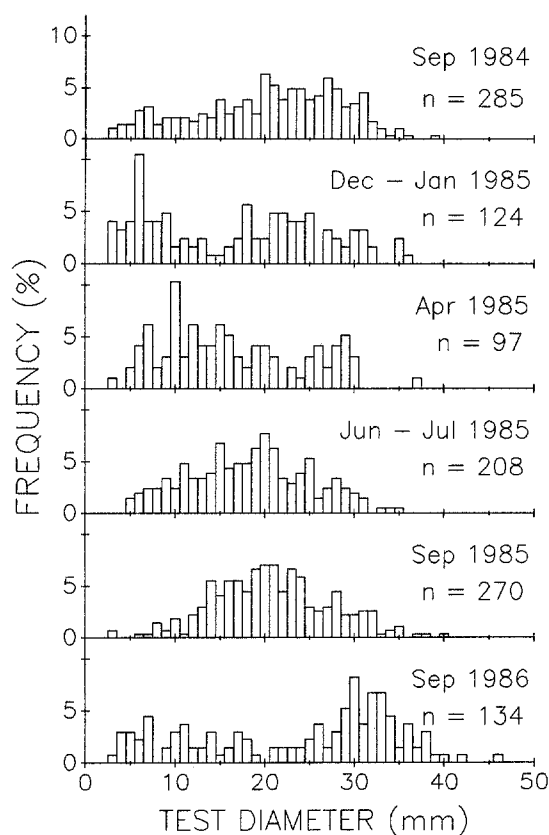 10
5
0
Sep 1984
n = 285
5
0
Dec – Jan 1985
n = 124
5
0
Apr 1985
n = 97
5
0
Jun – Jul 1985
n = 208
5
0
Sep 1985
n = 270
5
Sep 1986
n = 134
0 10 20 30 40 50
FREQUENCY (%)
TEST DIAMETER (mm)